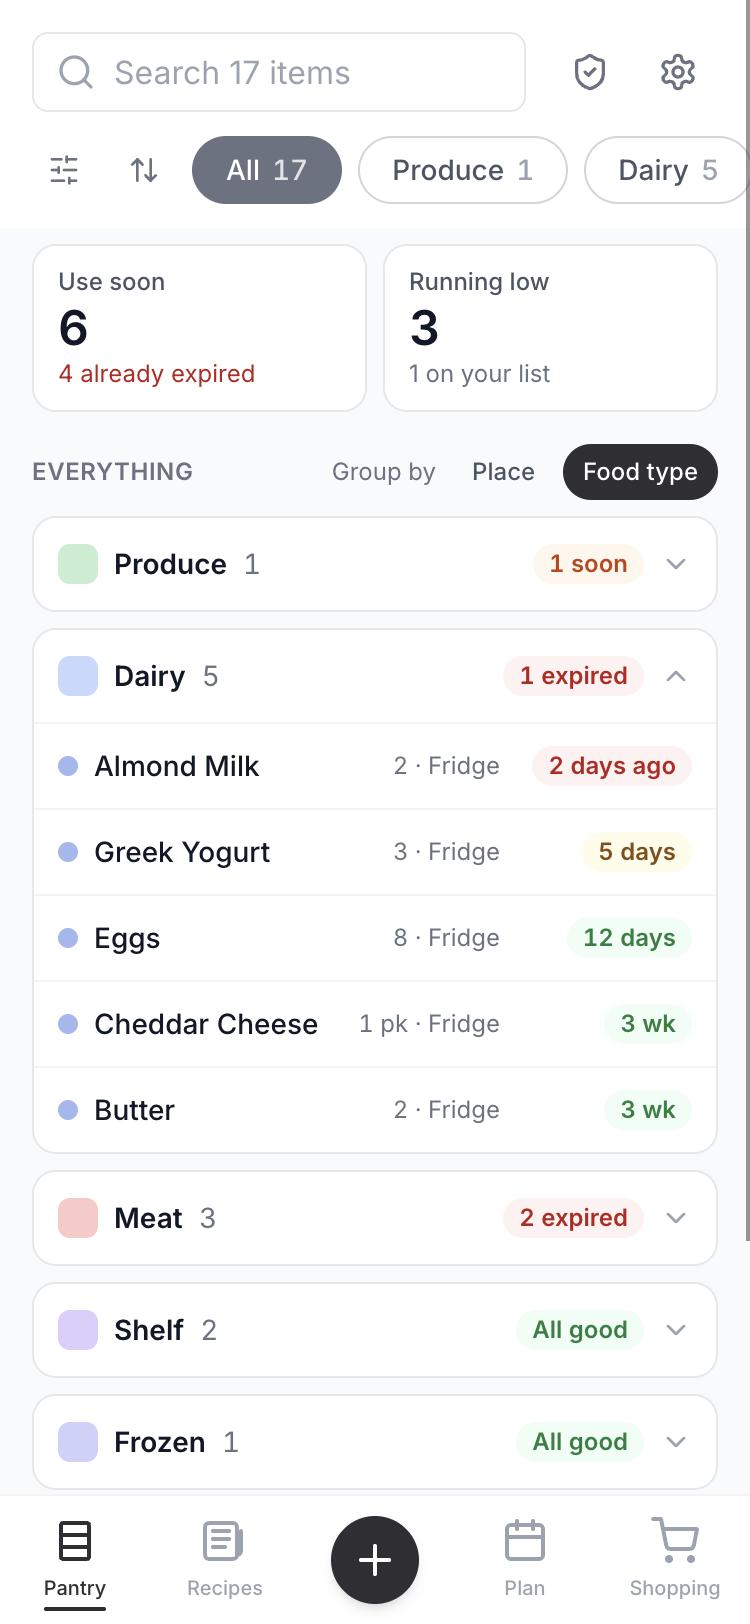 Search 17 items
All 17 Produce 1 Dairy 5
Use soon Running low
6 3
4 already expired 1 on your list
EVERYTHING Group by Place Food type
Produce 1 1 soon
Dairy 5 1 expired
Almond Milk 2 · Fridge 2 days ago
Greek Yogurt 3 · Fridge 5 days
Eggs 8 · Fridge 12 days
Cheddar Cheese 1 pk · Fridge 3 wk
Butter 2 · Fridge 3 wk
Meat 3 2 expired
Shelf 2 All good
Frozen 1 All good
Pantry Recipes Plan Shopping